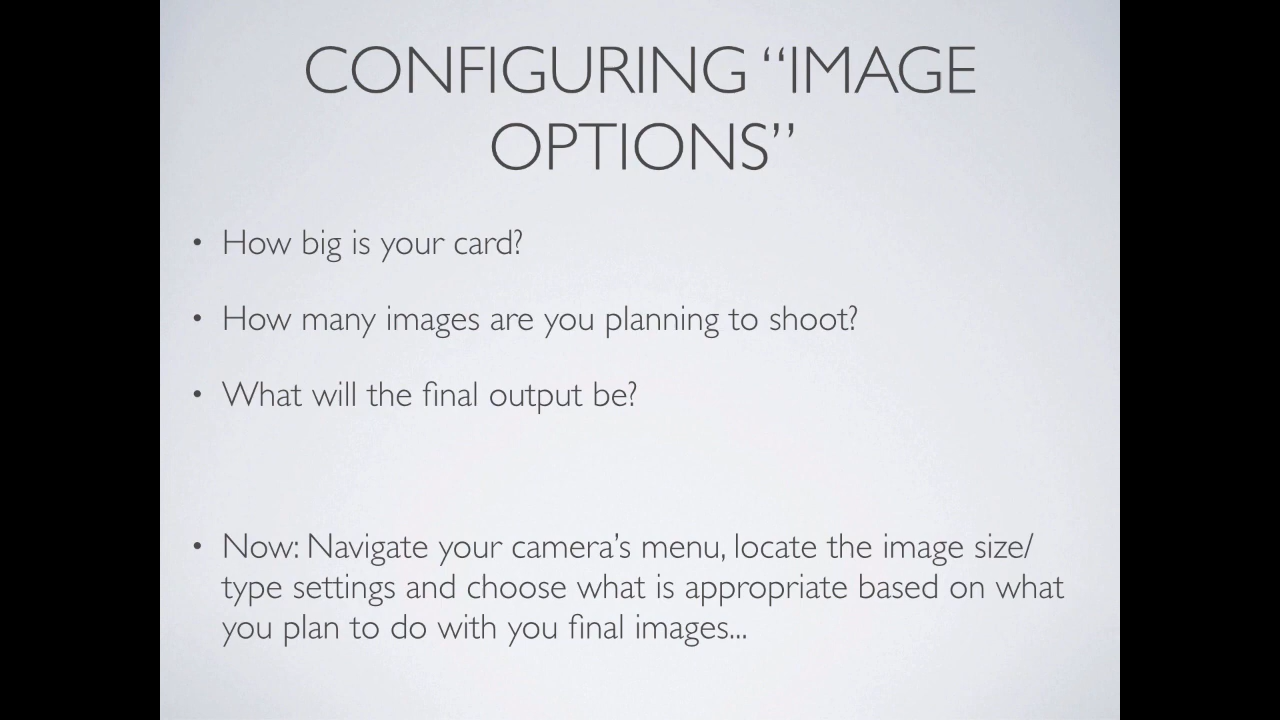 CONFIGURING “IMAGE
OPTIONS”
• How big is your card?
• How many images are you planning to shoot?
• What will the final output be?
• Now: Navigate your camera’s menu, locate the image size/
type settings and choose what is appropriate based on what
you plan to do with you final images...